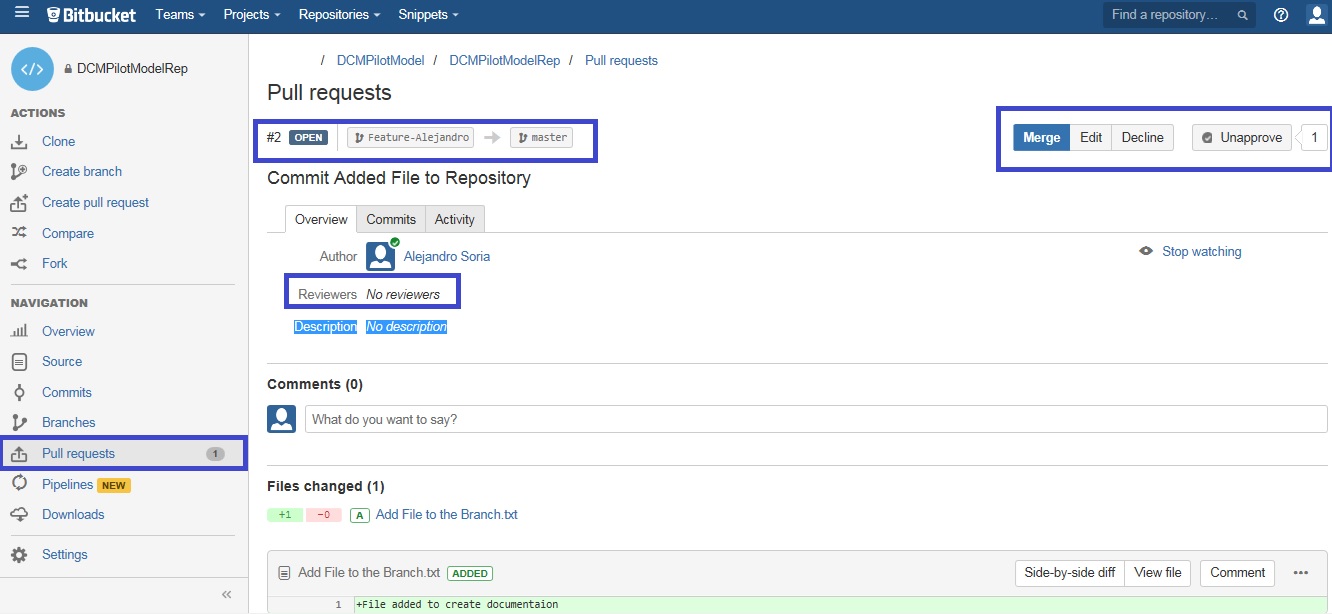 Bitbucket Teams Projects Repositories Snippets Find a repository...
DCMPilotModelRep
ACTIONS
Clone
Create branch
Create pull request
Compare
Fork
NAVIGATION
Overview
Source
Commits
Branches
Pull requests 1
Pipelines NEW
Downloads
Settings
«
/ DCMPilotModel / DCMPilotModelRep / Pull requests
Pull requests
#2 OPEN Feature-Alejandro master
Merge Edit Decline Unapprove 1
Commit Added File to Repository
Overview Commits Activity
Author Alejandro Soria
Stop watching
Reviewers No reviewers
Description No description
Comments (0)
What do you want to say?
Files changed (1)
+1 -0 A Add File to the Branch.txt
Add File to the Branch.txt ADDED Side-by-side diff View file Comment •••
1 +File added to create documentaion